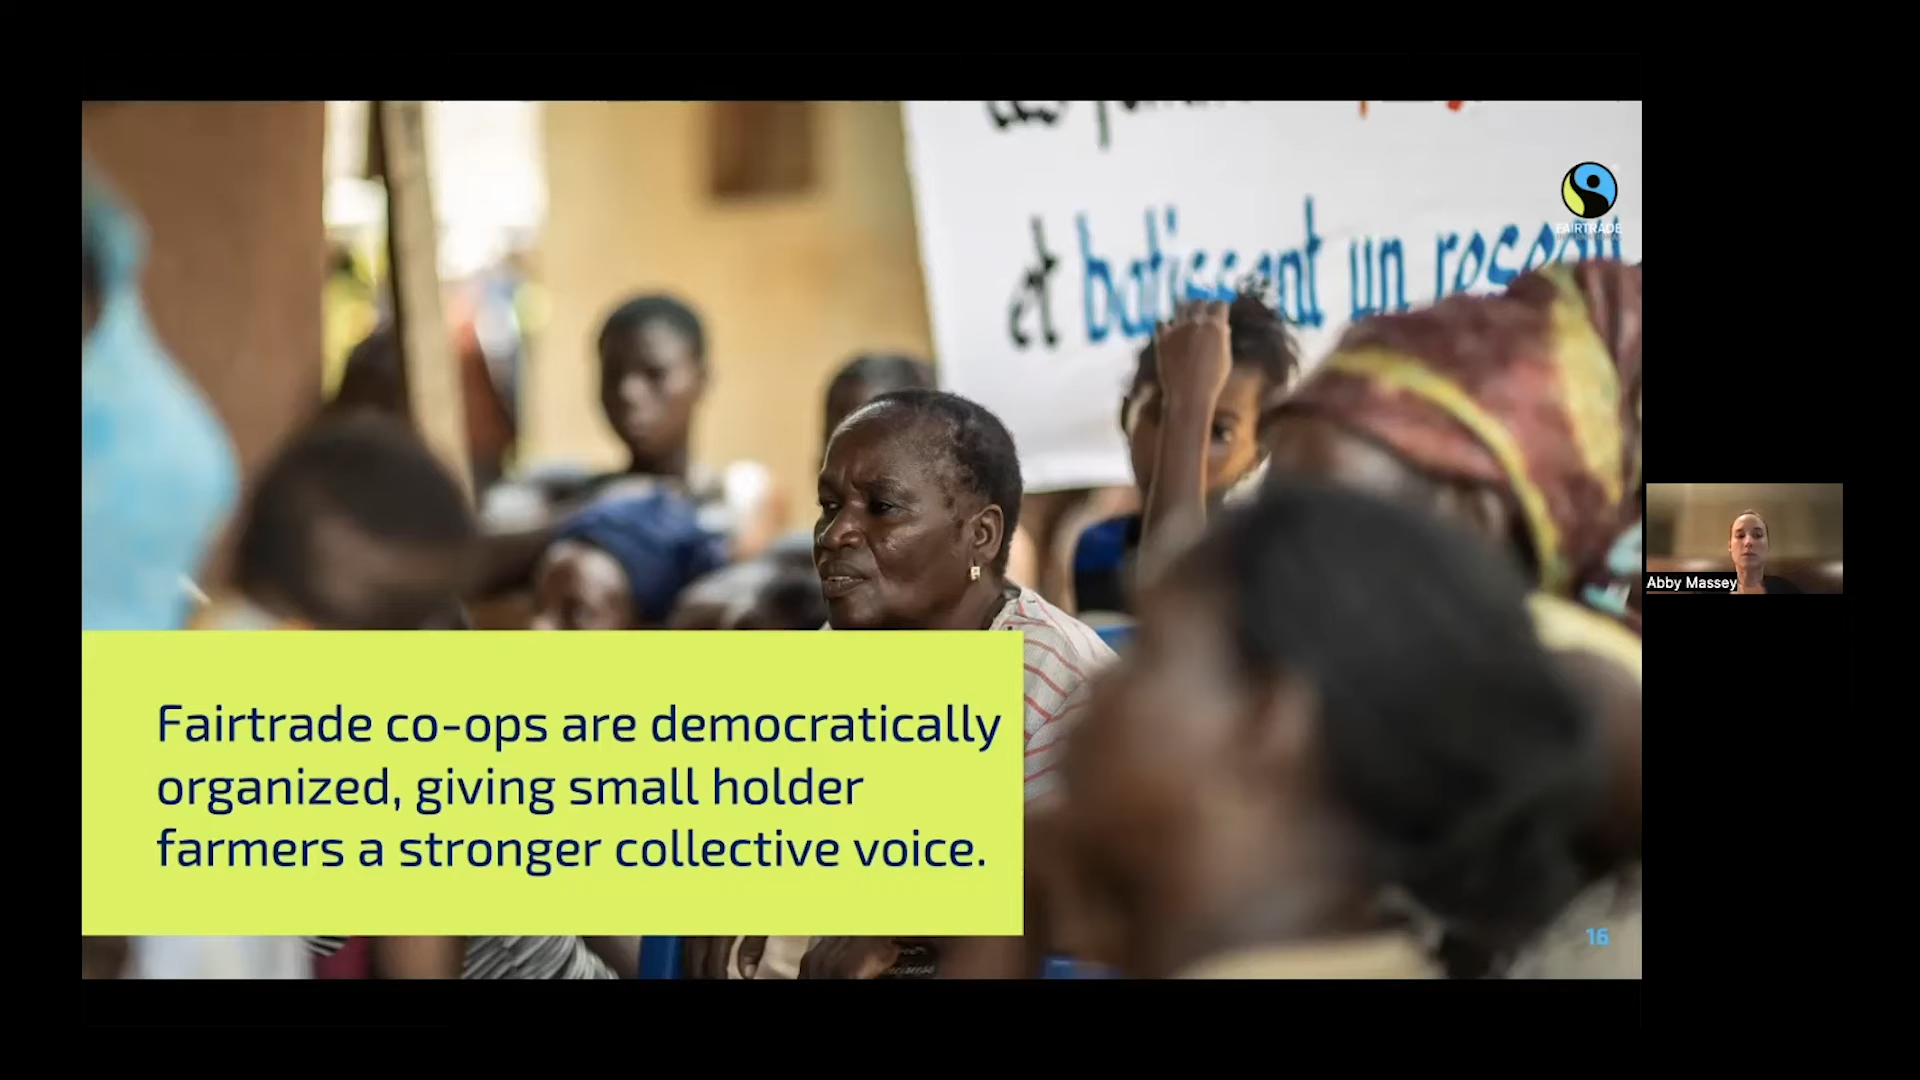 et batissent un reseau
FAIRTRADE
Abby Massey
Fairtrade co-ops are democratically
organized, giving small holder
farmers a stronger collective voice.
16